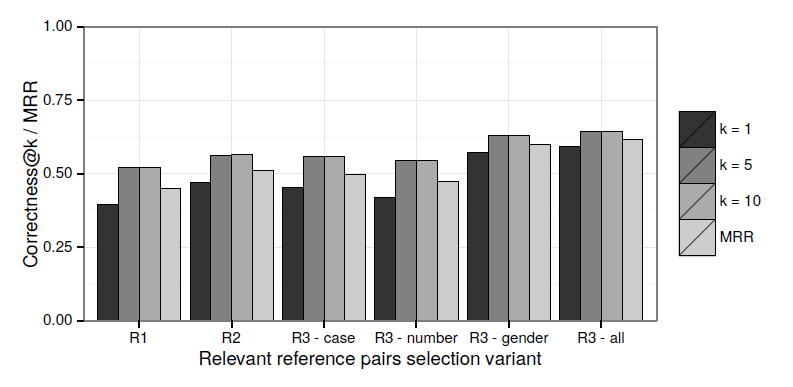 Correctness@k / MRR
1.00
0.75
0.50
0.25
0.00
R1
R2
R3 - case
R3 - number
R3 - gender
R3 - all
Relevant reference pairs selection variant
k = 1
k = 5
k = 10
MRR